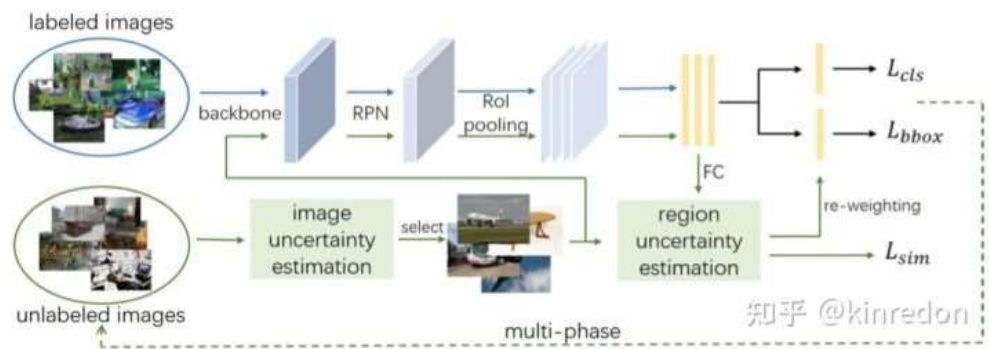 labeled images
backbone
RPN
RoI
pooling
L_cls
L_bbox
FC
re-weighting
image
uncertainty
estimation
select
region
uncertainty
estimation
L_sim
unlabeled images
multi-phase
知乎 @kinredon